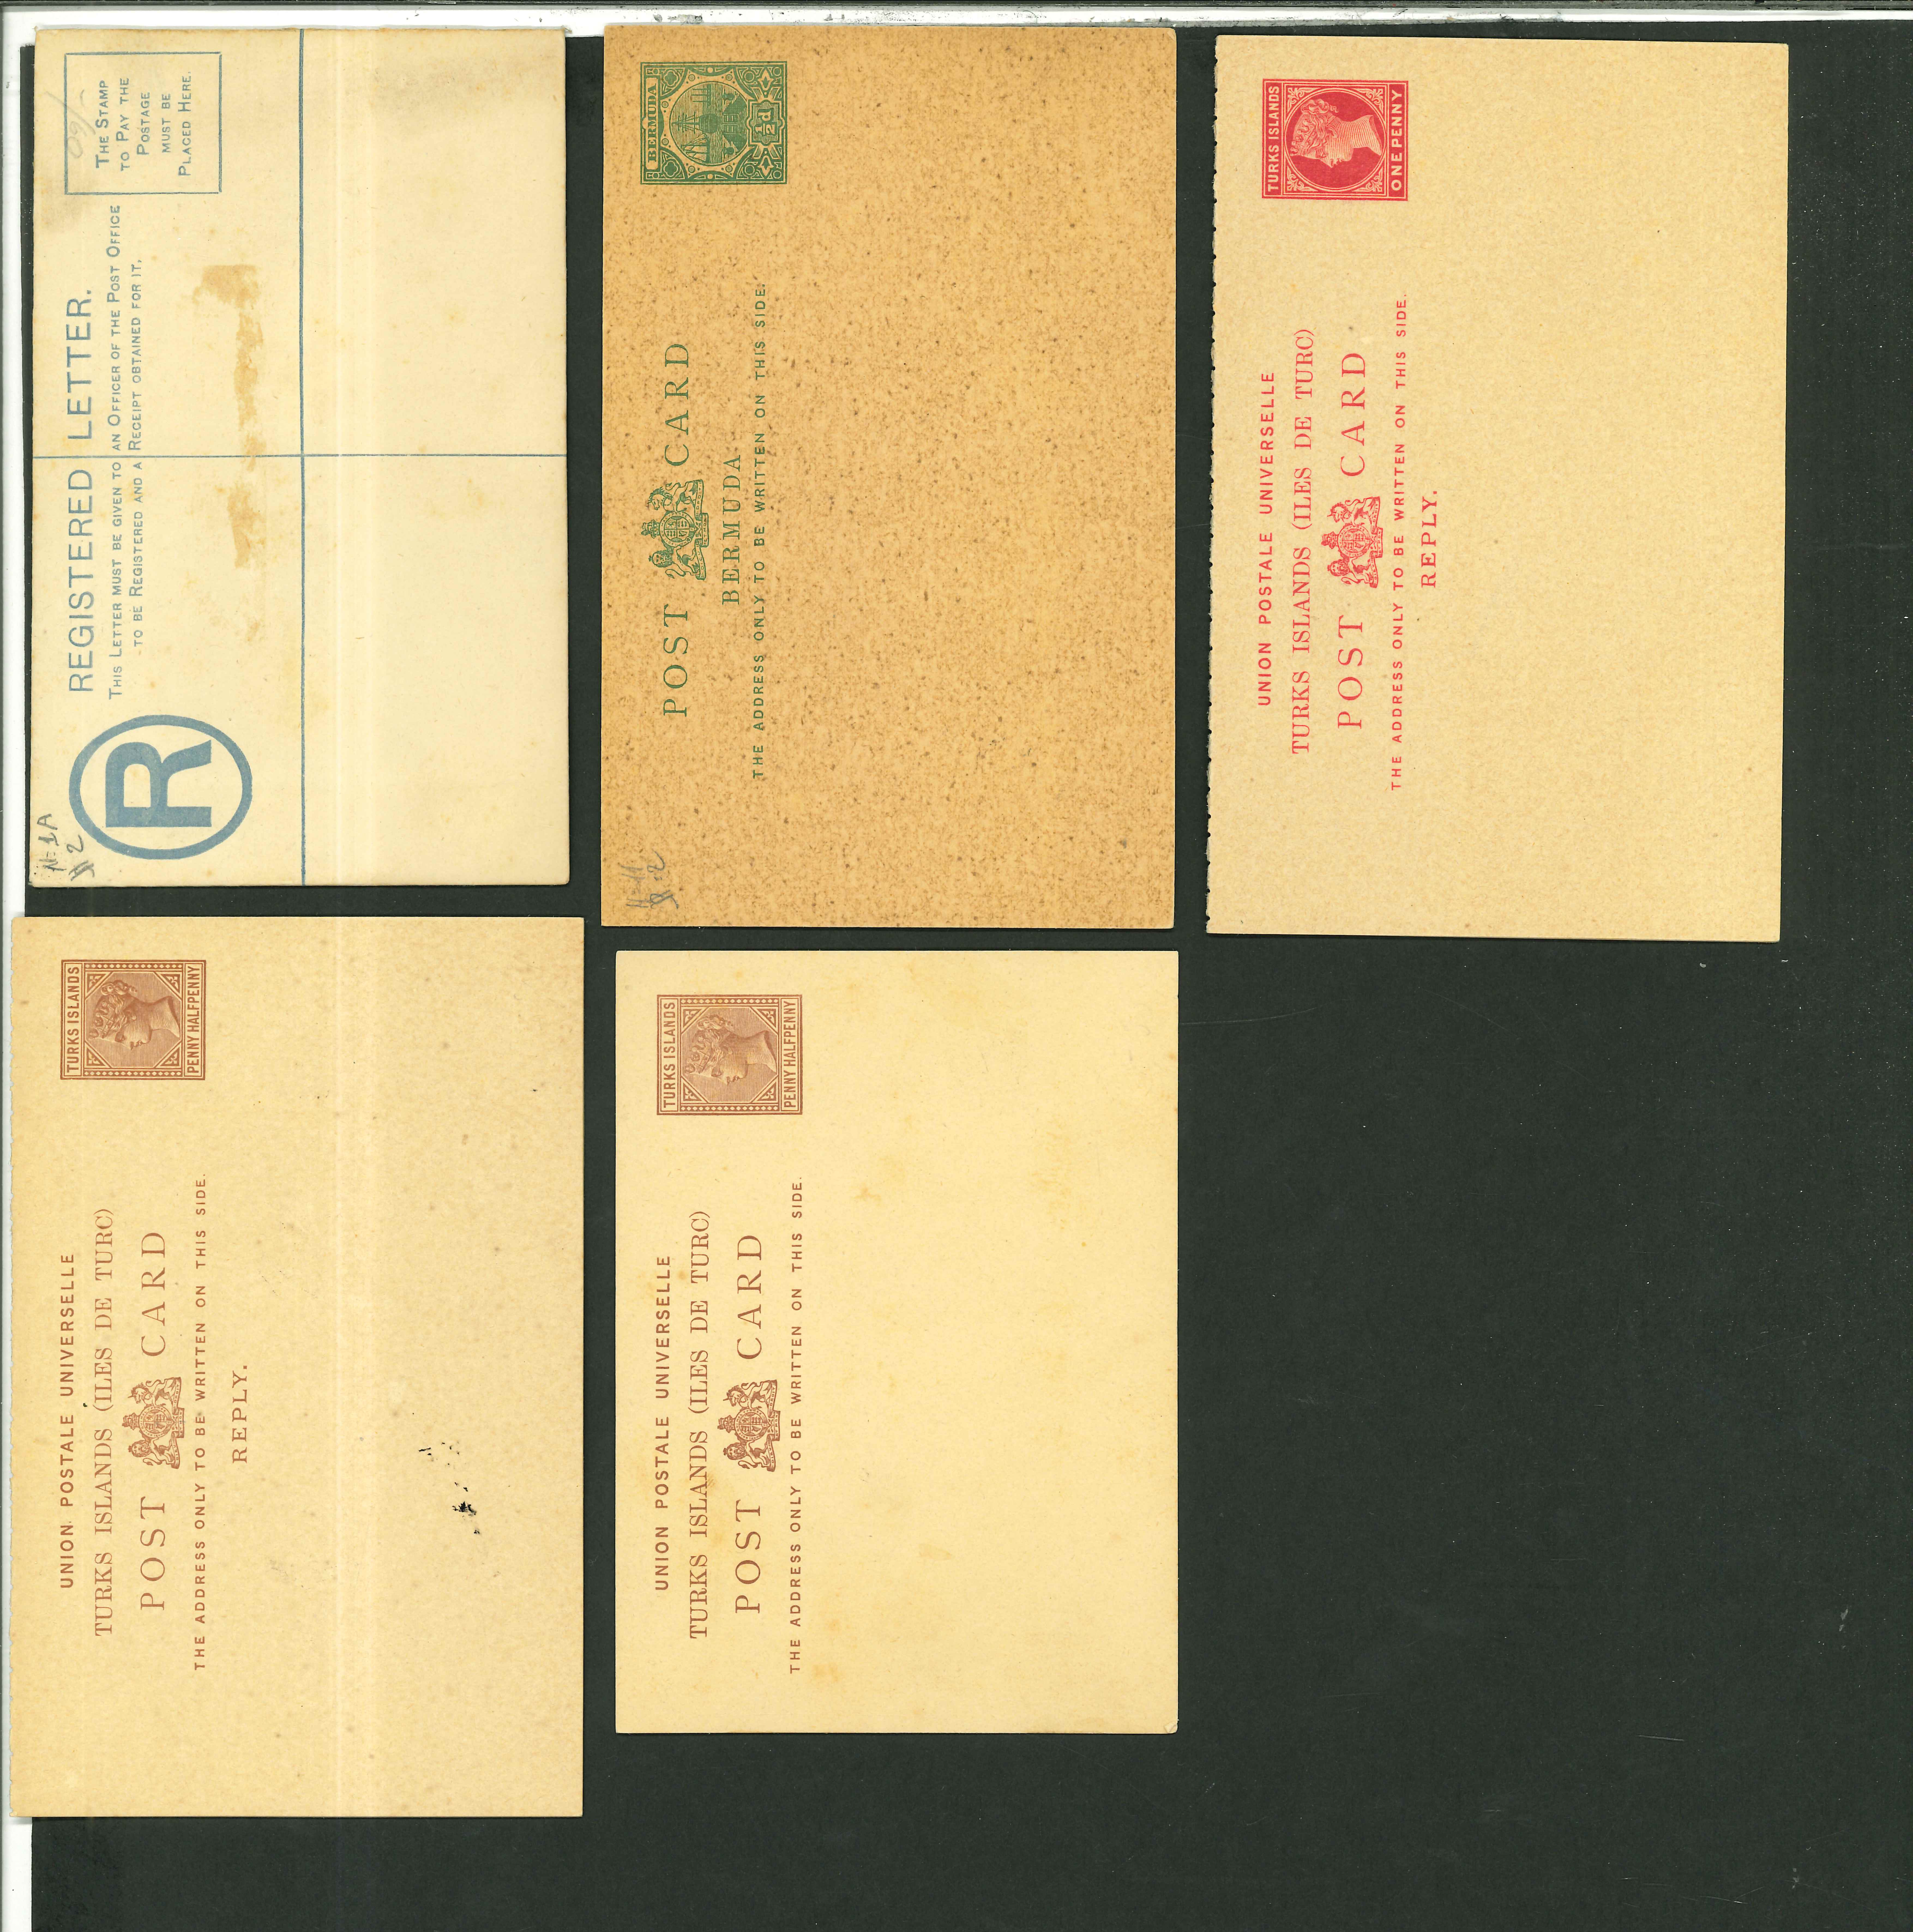 REGISTERED LETTER.
THIS LETTER MUST BE GIVEN TO AN OFFICER OF THE POST OFFICE
TO BE REGISTERED AND A RECEIPT OBTAINED FOR IT.
THE STAMP
TO PAY THE
POSTAGE
MUST BE
PLACED HERE.
R
№ 1A
2
BERMUDA
½d
POST CARD
BERMUDA
THE ADDRESS ONLY TO BE WRITTEN ON THIS SIDE.
TURKS ISLANDS
ONE PENNY
UNION POSTALE UNIVERSELLE
TURKS ISLANDS (ILES DE TURC)
POST CARD
THE ADDRESS ONLY TO BE WRITTEN ON THIS SIDE.
REPLY.
TURKS ISLANDS
PENNY HALFPENNY
UNION POSTALE UNIVERSELLE
TURKS ISLANDS (ILES DE TURC)
POST CARD
THE ADDRESS ONLY TO BE WRITTEN ON THIS SIDE.
REPLY.
TURKS ISLANDS
PENNY HALFPENNY
UNION POSTALE UNIVERSELLE
TURKS ISLANDS (ILES DE TURC)
POST CARD
THE ADDRESS ONLY TO BE WRITTEN ON THIS SIDE.